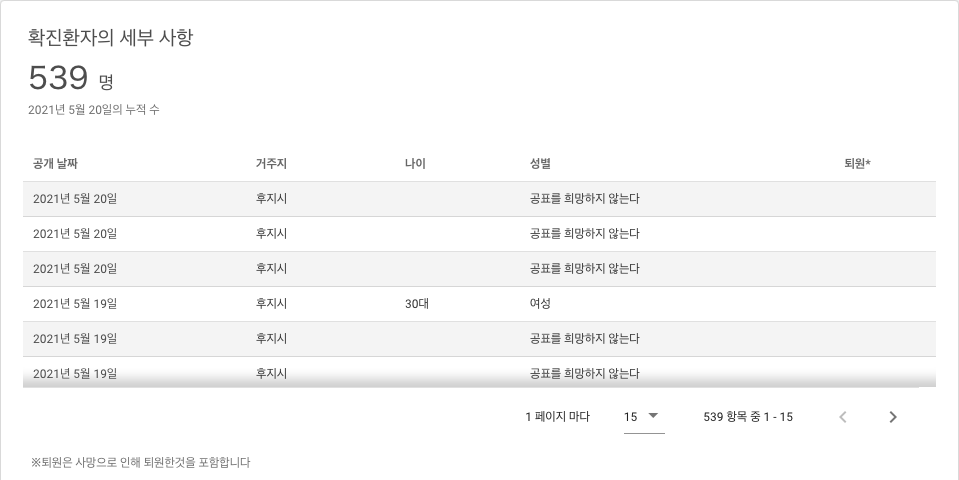 확진환자의 세부 사항
539 명
2021년 5월 20일의 누적 수
공개 날짜 거주지 나이 성별 퇴원*
2021년 5월 20일 후지시 공표를 희망하지 않는다
2021년 5월 20일 후지시 공표를 희망하지 않는다
2021년 5월 20일 후지시 공표를 희망하지 않는다
2021년 5월 19일 후지시 30대 여성
2021년 5월 19일 후지시 공표를 희망하지 않는다
2021년 5월 19일 후지시 공표를 희망하지 않는다
1 페이지 마다 15 539 항목 중 1 - 15
※퇴원은 사망으로 인해 퇴원한것을 포함합니다